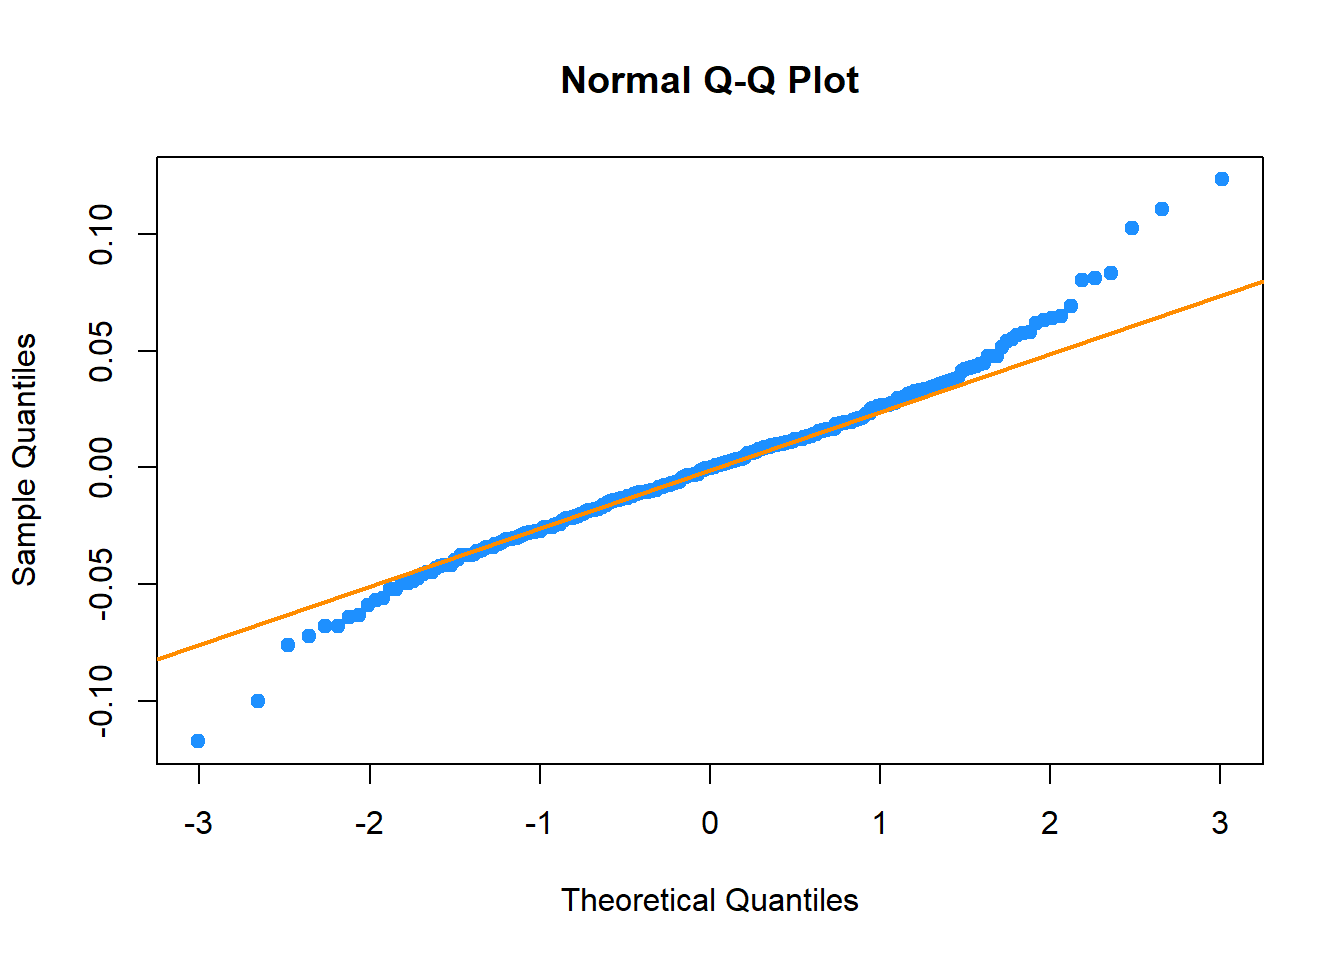 Normal Q-Q Plot
Sample Quantiles
0.10
0.05
0.00
-0.05
-0.10
-3 -2 -1 0 1 2 3
Theoretical Quantiles